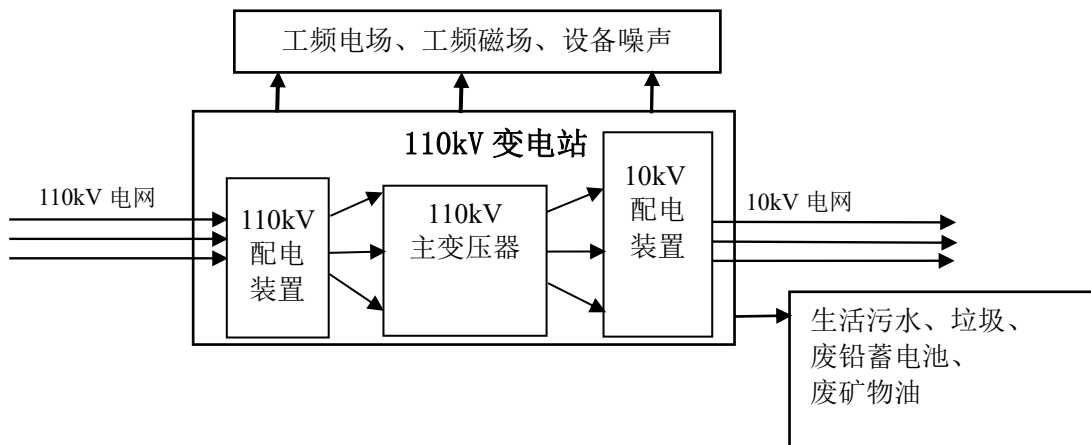 工频电场、工频磁场、设备噪声
110kV 变电站
110kV 电网
110kV
配电
装置
110kV
主变压器
10kV
配电
装置
10kV 电网
生活污水、垃圾、
废铅蓄电池、
废矿物油